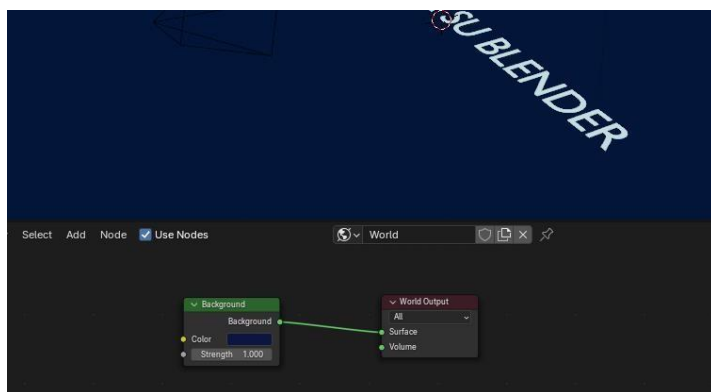 SU BLENDER
Select Add Node Use Nodes World
Background
Background
Color
Strength 1.000
World Output
All
Surface
Volume